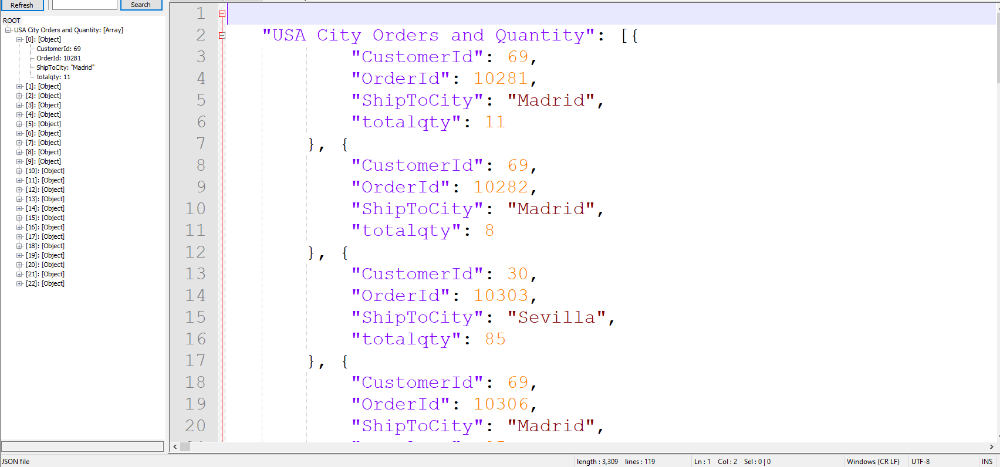 Refresh
Search
ROOT
USA City Orders and Quantity: [Array]
[0]: [Object]
CustomerId: 69
OrderId: 10281
ShipToCity: "Madrid"
totalqty: 11
[1]: [Object]
[2]: [Object]
[3]: [Object]
[4]: [Object]
[5]: [Object]
[6]: [Object]
[7]: [Object]
[8]: [Object]
[9]: [Object]
[10]: [Object]
[11]: [Object]
[12]: [Object]
[13]: [Object]
[14]: [Object]
[15]: [Object]
[16]: [Object]
[17]: [Object]
[18]: [Object]
[19]: [Object]
[20]: [Object]
[21]: [Object]
[22]: [Object]
1
2 "USA City Orders and Quantity": [{
3 "CustomerId": 69,
4 "OrderId": 10281,
5 "ShipToCity": "Madrid",
6 "totalqty": 11
7 }, {
8 "CustomerId": 69,
9 "OrderId": 10282,
10 "ShipToCity": "Madrid",
11 "totalqty": 8
12 }, {
13 "CustomerId": 30,
14 "OrderId": 10303,
15 "ShipToCity": "Sevilla",
16 "totalqty": 85
17 }, {
18 "CustomerId": 69,
19 "OrderId": 10306,
20 "ShipToCity": "Madrid",
JSON file
length : 3,309 lines : 119
Ln : 1 Col : 2 Sel : 0 | 0
Windows (CR LF)
UTF-8
INS